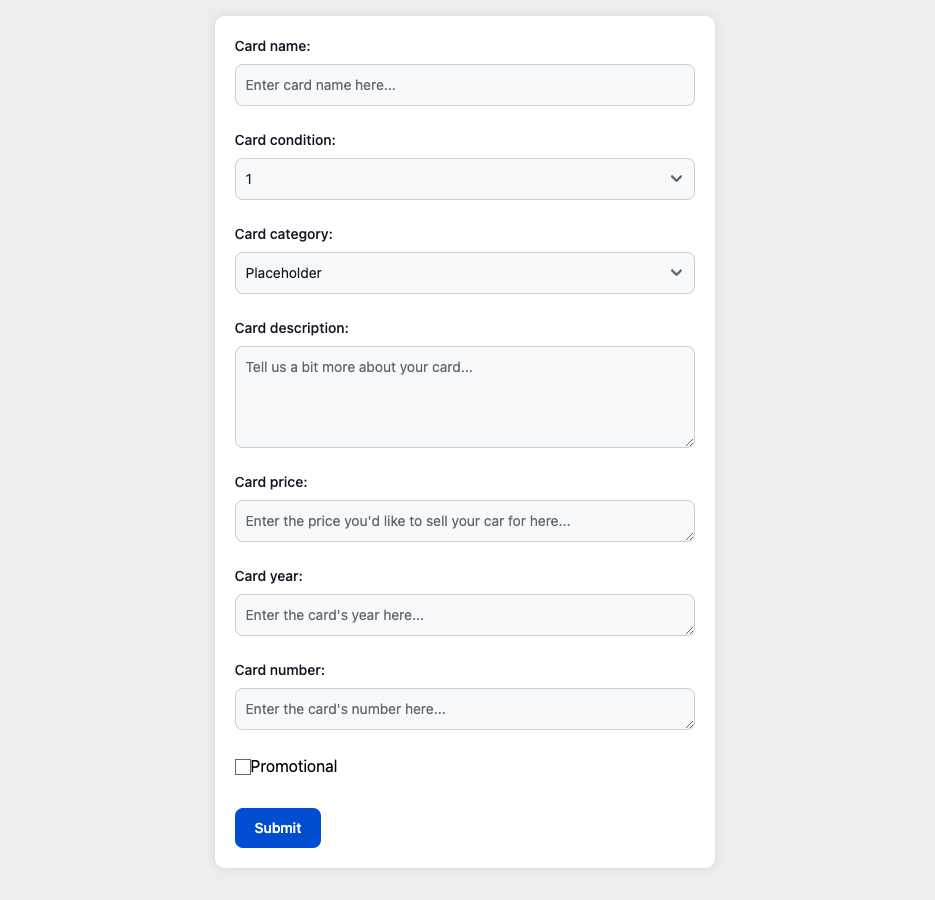 Card name:
Enter card name here...
Card condition:
1
Card category:
Placeholder
Card description:
Tell us a bit more about your card...
Card price:
Enter the price you'd like to sell your car for here...
Card year:
Enter the card's year here...
Card number:
Enter the card's number here...
Promotional
Submit